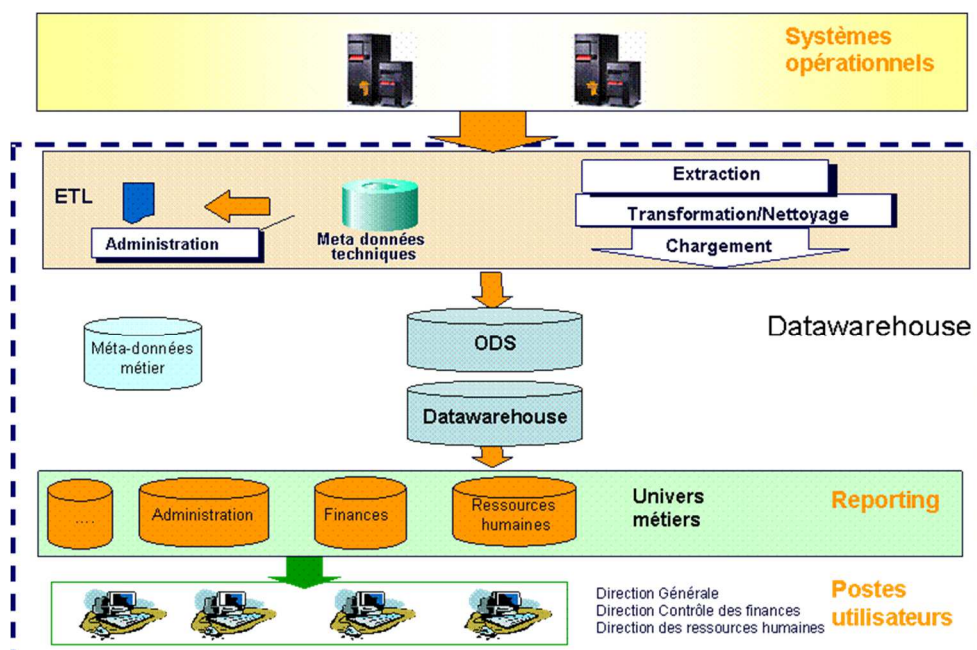 Systèmes
opérationnels
ETL
Administration
Meta données
techniques
Extraction
Transformation/Nettoyage
Chargement
Datawarehouse
Méta-données
métier
ODS
Datawarehouse
....
Administration
Finances
Ressources
humaines
Univers
métiers
Reporting
Direction Générale
Direction Contrôle des finances
Direction des ressources humaines
Postes
utilisateurs